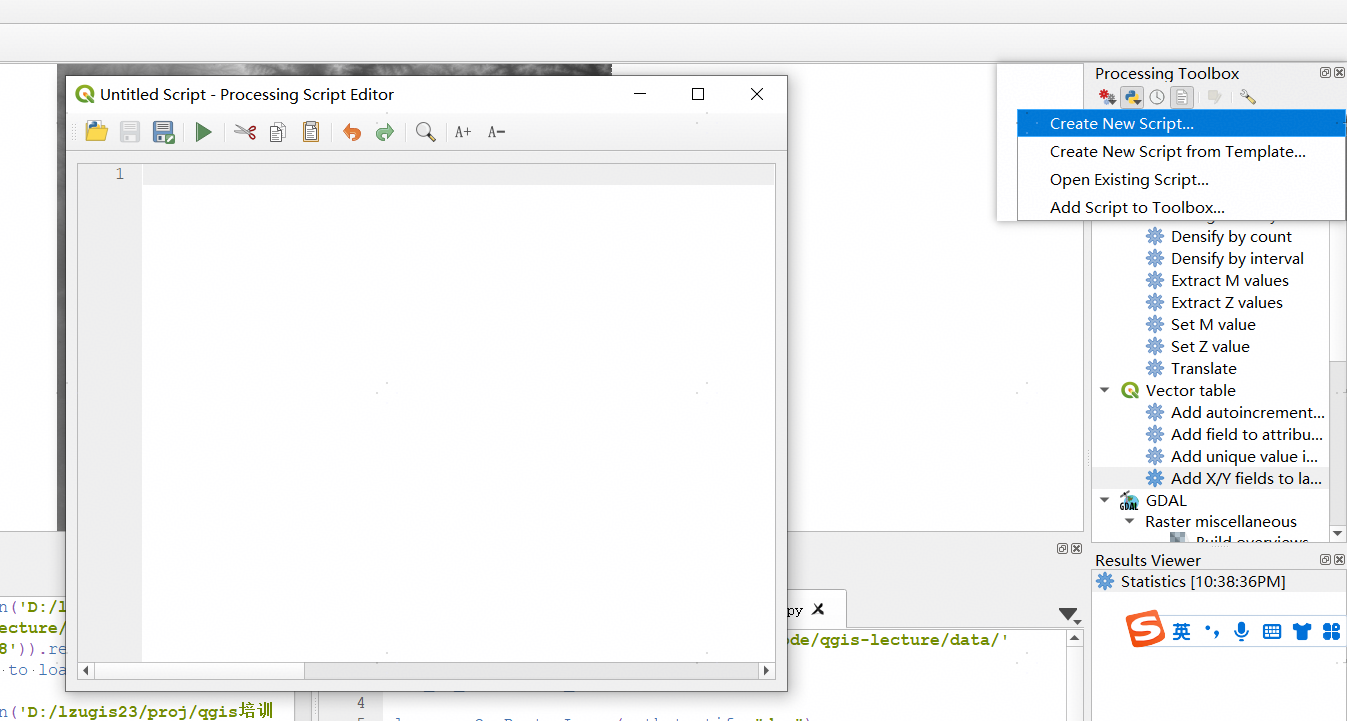 Untitled Script - Processing Script Editor
A+ A-
1
Processing Toolbox
Create New Script...
Create New Script from Template...
Open Existing Script...
Add Script to Toolbox...
Densify by count
Densify by interval
Extract M values
Extract Z values
Set M value
Set Z value
Translate
Vector table
Add autoincrement...
Add field to attribu...
Add unique value i...
Add X/Y fields to la...
GDAL
GDAL
Raster miscellaneous
Build overviews
Results Viewer
Statistics [10:38:36PM]
英
n('D:/l
ecture/
8')).re
to loa
n('D:/lzugis23/proj/qgis培训
py
ode/qgis-lecture/data/'
4